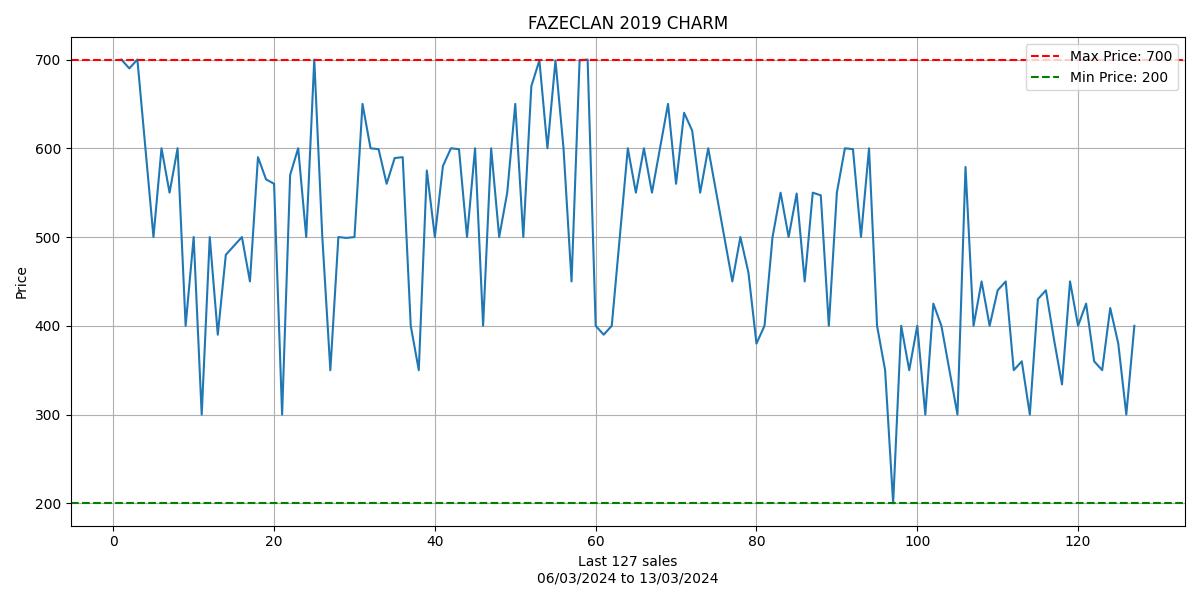 FAZECLAN 2019 CHARM
Max Price: 700
Min Price: 200
Price
700
600
500
400
300
200
0
20
40
60
80
100
120
Last 127 sales
06/03/2024 to 13/03/2024